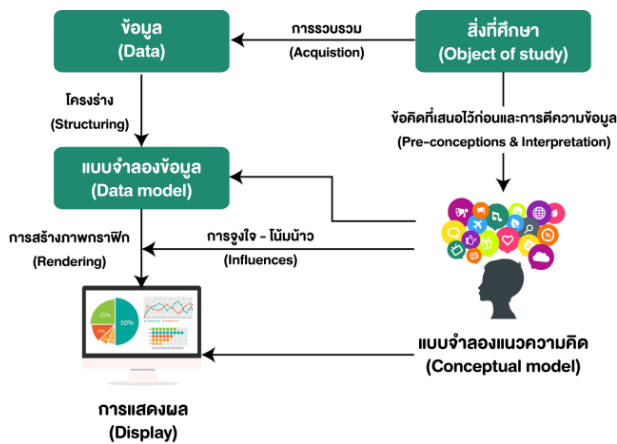 ข้อมูล
(Data)
การรวบรวม
(Acquistion)
สิ่งที่ศึกษา
(Object of study)
โครงร่าง
(Structuring)
ข้อคิดที่เสนอไว้ก่อนและการตีความข้อมูล
(Pre-conceptions & Interpretation)
แบบจำลองข้อมูล
(Data model)
การสร้างภาพกราฟิก
(Rendering)
การจูงใจ - โน้มน้าว
(Influences)
25%
50%
แบบจำลองแนวความคิด
(Conceptual model)
การแสดงผล
(Display)